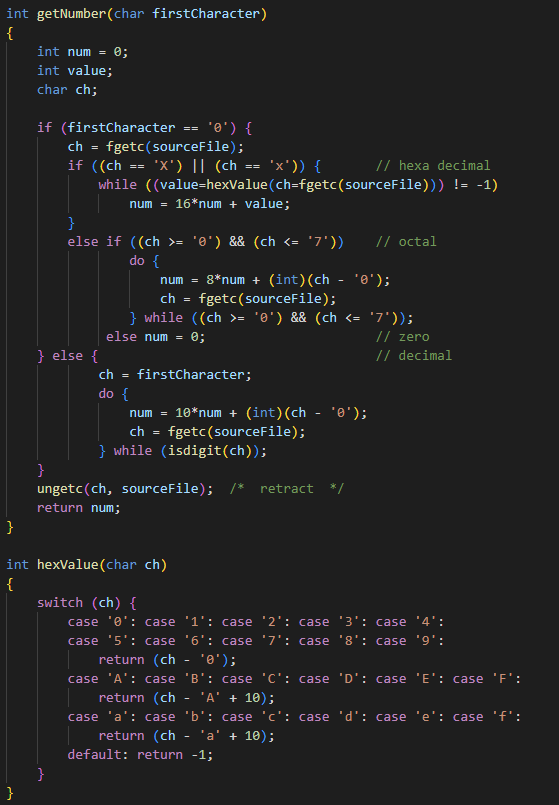 int getNumber(char firstCharacter)
{
    int num = 0;
    int value;
    char ch;

    if (firstCharacter == '0') {
        ch = fgetc(sourceFile);
        if ((ch == 'X') || (ch == 'x')) {       // hexa decimal
            while ((value=hexValue(ch=fgetc(sourceFile))) != -1)
                num = 16*num + value;
        }
        else if ((ch >= '0') && (ch <= '7'))    // octal
                do {
                    num = 8*num + (int)(ch - '0');
                    ch = fgetc(sourceFile);
                } while ((ch >= '0') && (ch <= '7'));
             else num = 0;                      // zero
    } else {                                    // decimal
            ch = firstCharacter;
            do {
                num = 10*num + (int)(ch - '0');
                ch = fgetc(sourceFile);
            } while (isdigit(ch));
    }
    ungetc(ch, sourceFile);  /*  retract  */
    return num;
}

int hexValue(char ch)
{
    switch (ch) {
        case '0': case '1': case '2': case '3': case '4':
        case '5': case '6': case '7': case '8': case '9':
            return (ch - '0');
        case 'A': case 'B': case 'C': case 'D': case 'E': case 'F':
            return (ch - 'A' + 10);
        case 'a': case 'b': case 'c': case 'd': case 'e': case 'f':
            return (ch - 'a' + 10);
        default: return -1;
    }
}